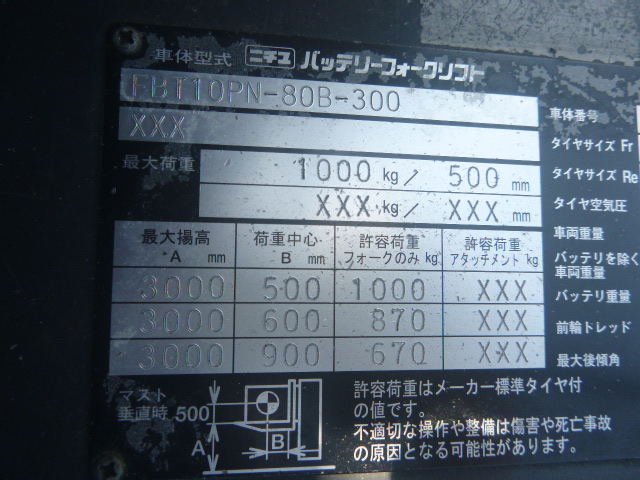 車体型式 ニチユ バッテリーフォークリフト
FBT10PN-80B-300
XXX
最大荷重 1000 kg / 500 mm
XXX kg / XXX mm
最大揚高 荷重中心 許容荷重 許容荷重
A mm B mm フォークのみ kg アタッチメント kg
3000 500 1000 XXX
3000 600 870 XXX
3000 900 670 XXX
マスト
垂直時 500
A B
許容荷重はメーカー標準タイヤ付
の値です。
不適切な操作や整備は傷害や死亡事故
の原因となる可能性があります。
車体番号
タイヤサイズ Fr
タイヤサイズ Re
タイヤ空気圧
車両重量
バッテリを除く
車両重量
バッテリ重量
前輪トレッド
最大後傾角